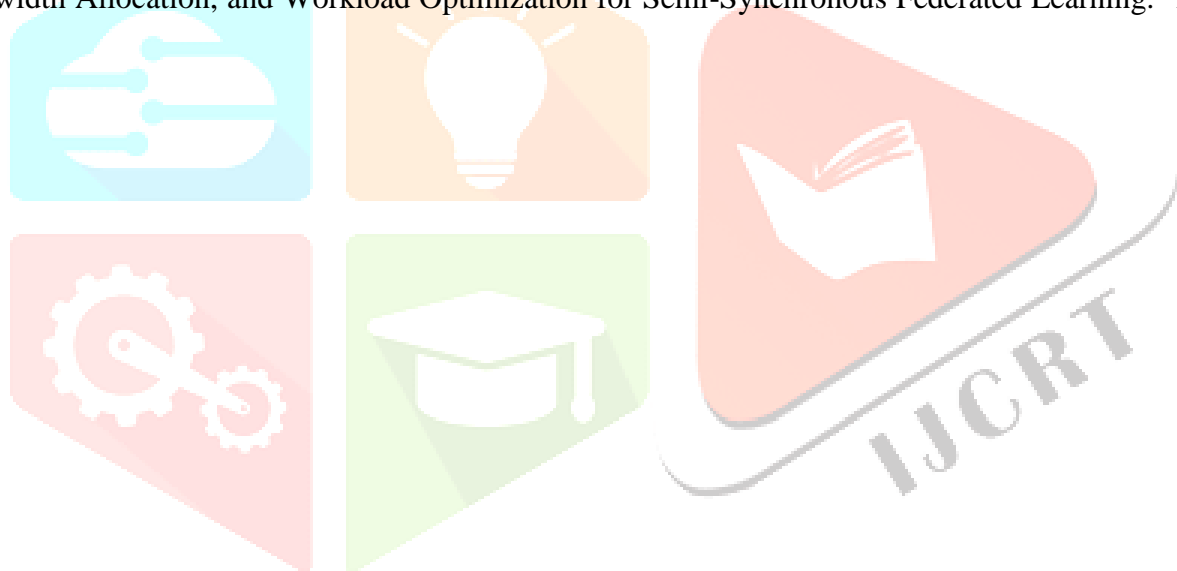 width Allocation, and Workload Optimization for Semi-Synchronous Federated Learning."
IJCRT